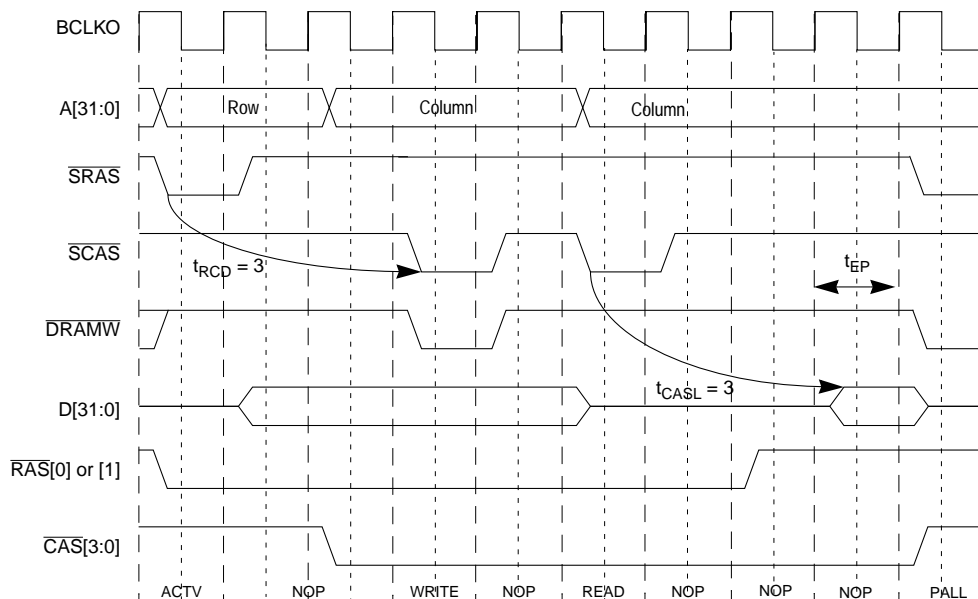 BCLKO
A[31:0]
Row
Column
Column
SRAS
SCAS
tRCD = 3
tEP
DRAMW
tCASL = 3
D[31:0]
RAS[0] or [1]
CAS[3:0]
ACTV NOP WRITE NOP READ NOP NOP NOP PALL